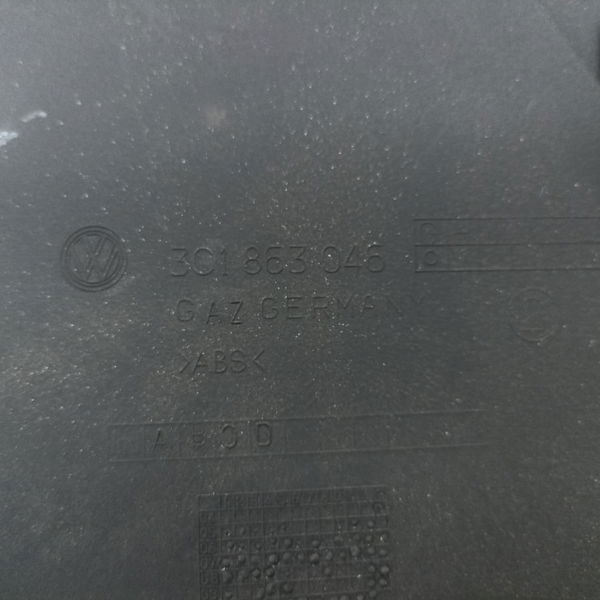 3C1 863 046
GAZ GERMANY
>ABS<
A B C D